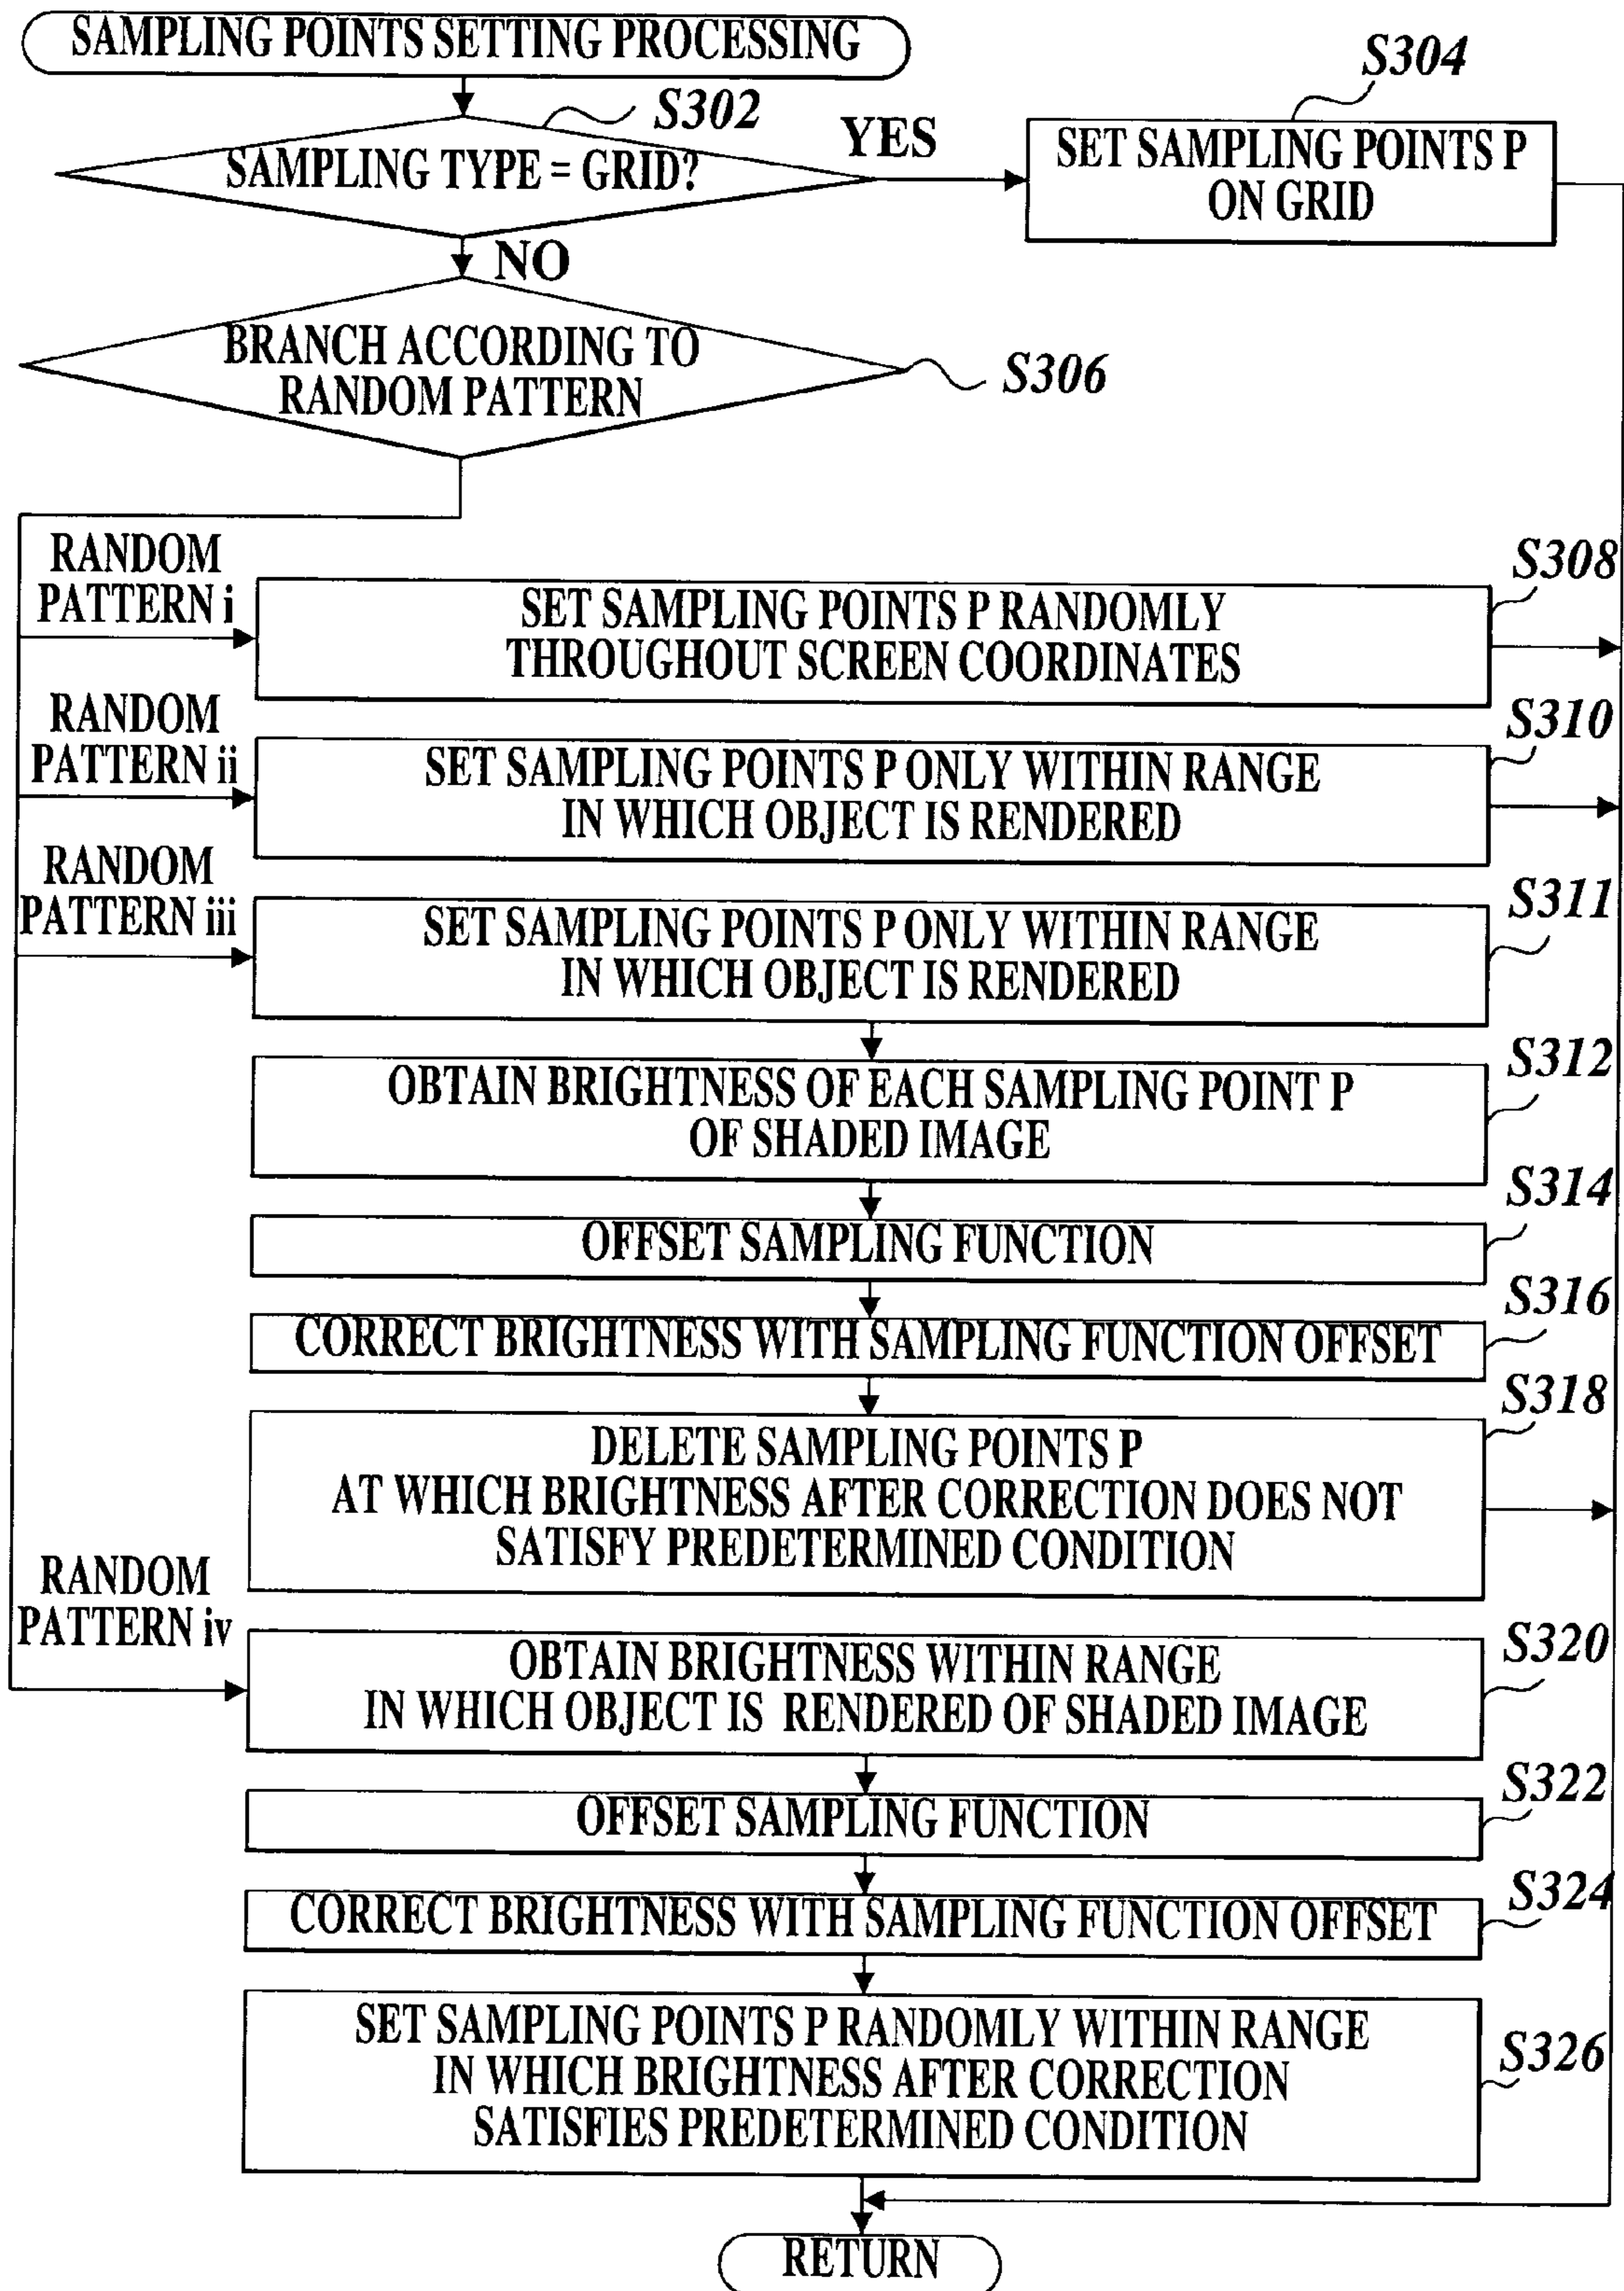 SAMPLING POINTS SETTING PROCESSING
S302
SAMPLING TYPE = GRID?
YES
S304
SET SAMPLING POINTS P
ON GRID
NO
BRANCH ACCORDING TO
RANDOM PATTERN
S306
RANDOM
PATTERN i
S308
SET SAMPLING POINTS P RANDOMLY
THROUGHOUT SCREEN COORDINATES
RANDOM
PATTERN ii
S310
SET SAMPLING POINTS P ONLY WITHIN RANGE
IN WHICH OBJECT IS RENDERED
RANDOM
PATTERN iii
S311
SET SAMPLING POINTS P ONLY WITHIN RANGE
IN WHICH OBJECT IS RENDERED
S312
OBTAIN BRIGHTNESS OF EACH SAMPLING POINT P
OF SHADED IMAGE
S314
OFFSET SAMPLING FUNCTION
S316
CORRECT BRIGHTNESS WITH SAMPLING FUNCTION OFFSET
S318
DELETE SAMPLING POINTS P
AT WHICH BRIGHTNESS AFTER CORRECTION DOES NOT
SATISFY PREDETERMINED CONDITION
RANDOM
PATTERN iv
S320
OBTAIN BRIGHTNESS WITHIN RANGE
IN WHICH OBJECT IS RENDERED OF SHADED IMAGE
S322
OFFSET SAMPLING FUNCTION
S324
CORRECT BRIGHTNESS WITH SAMPLING FUNCTION OFFSET
S326
SET SAMPLING POINTS P RANDOMLY WITHIN RANGE
IN WHICH BRIGHTNESS AFTER CORRECTION
SATISFIES PREDETERMINED CONDITION
RETURN